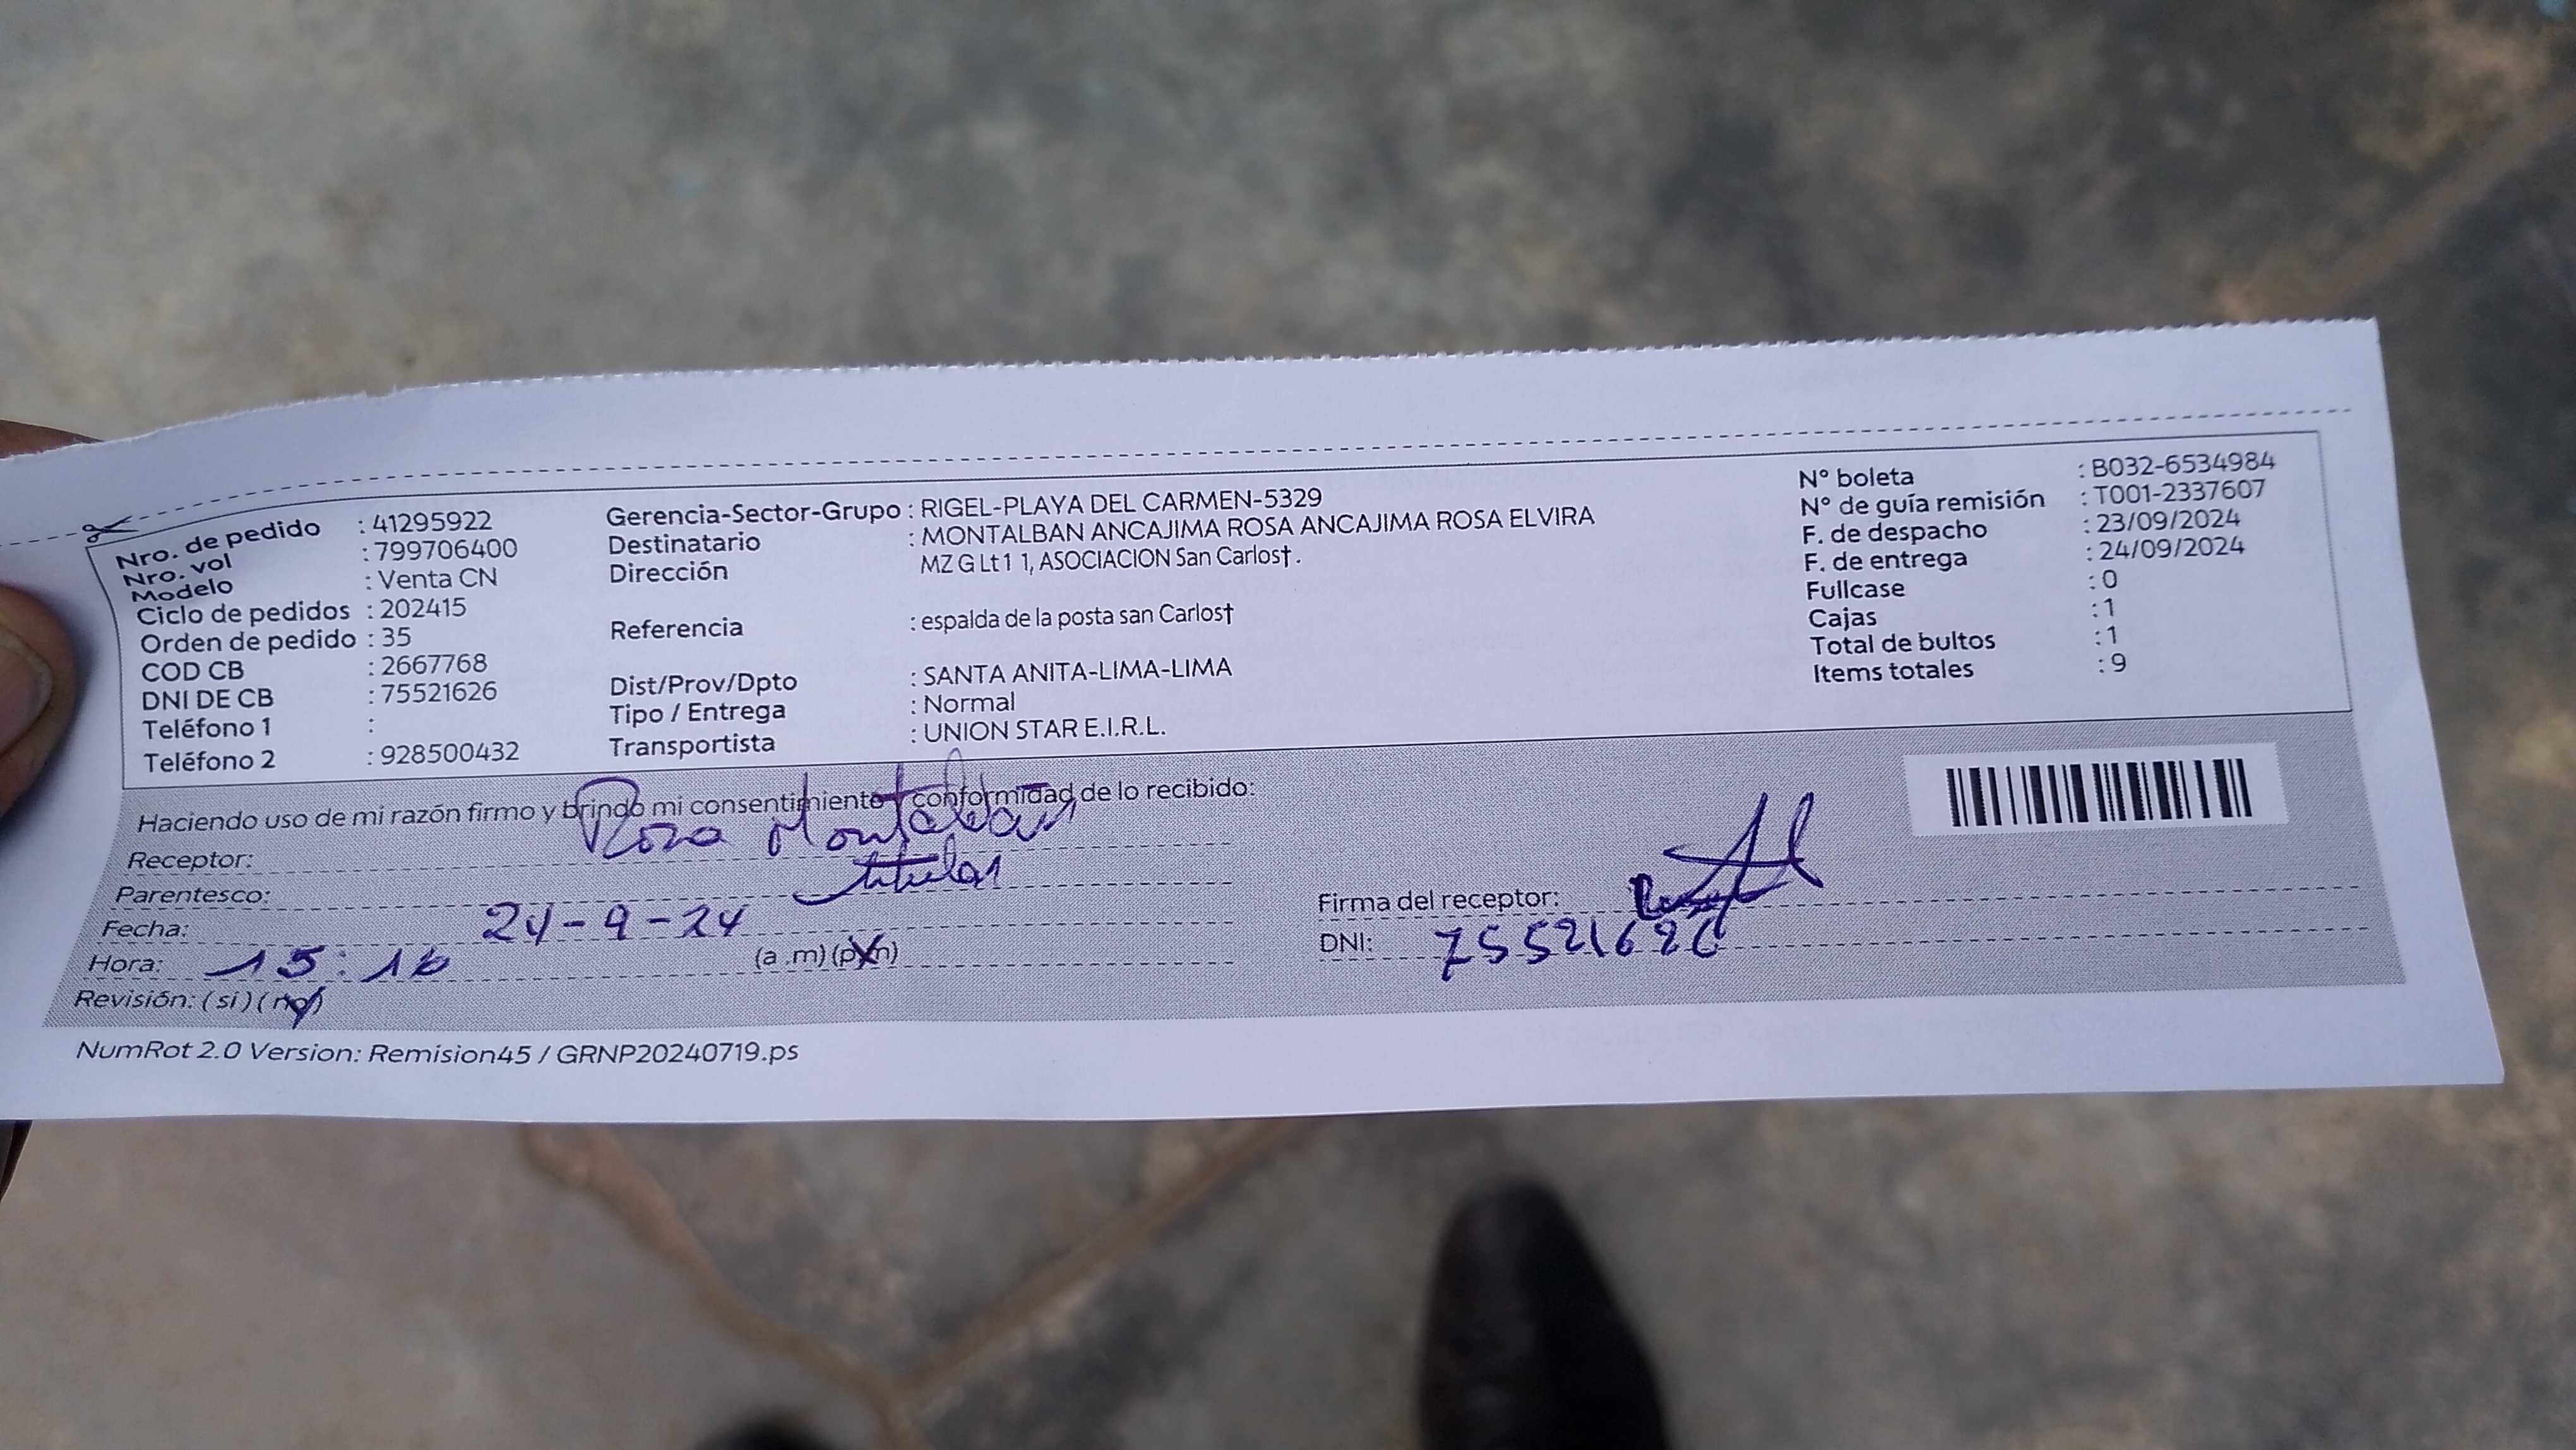 Nro. de pedido : 41295922
Nro. vol : 799706400
Modelo : Venta CN
Ciclo de pedidos : 202415
Orden de pedido : 35
COD CB : 2667768
DNI DE CB : 75521626
Teléfono 1 :
Teléfono 2 : 928500432
Gerencia-Sector-Grupo : RIGEL-PLAYA DEL CARMEN-5329
Destinatario : MONTALBAN ANCAJIMA ROSA ANCAJIMA ROSA ELVIRA
Dirección MZ G Lt 1 1, ASOCIACION San Carlos† .
Referencia : espalda de la posta san Carlos†
Dist/Prov/Dpto : SANTA ANITA-LIMA-LIMA
Tipo / Entrega : Normal
Transportista : UNION STAR E.I.R.L.
N° boleta : B032-6534984
N° de guía remisión : T001-2337607
F. de despacho : 23/09/2024
F. de entrega : 24/09/2024
Fullcase : 0
Cajas : 1
Total de bultos : 1
Items totales : 9
Haciendo uso de mi razón firmo y brindo mi consentimiento y conformidad de lo recibido:
Receptor: Rosa Montalban
Parentesco: titular
Fecha: 24-9-24
Hora: 15:16 (a .m) (p.m)
Revisión: (si) (no)
Firma del receptor:
DNI: 75521626
NumRot 2.0 Version: Remision45 / GRNP20240719.ps